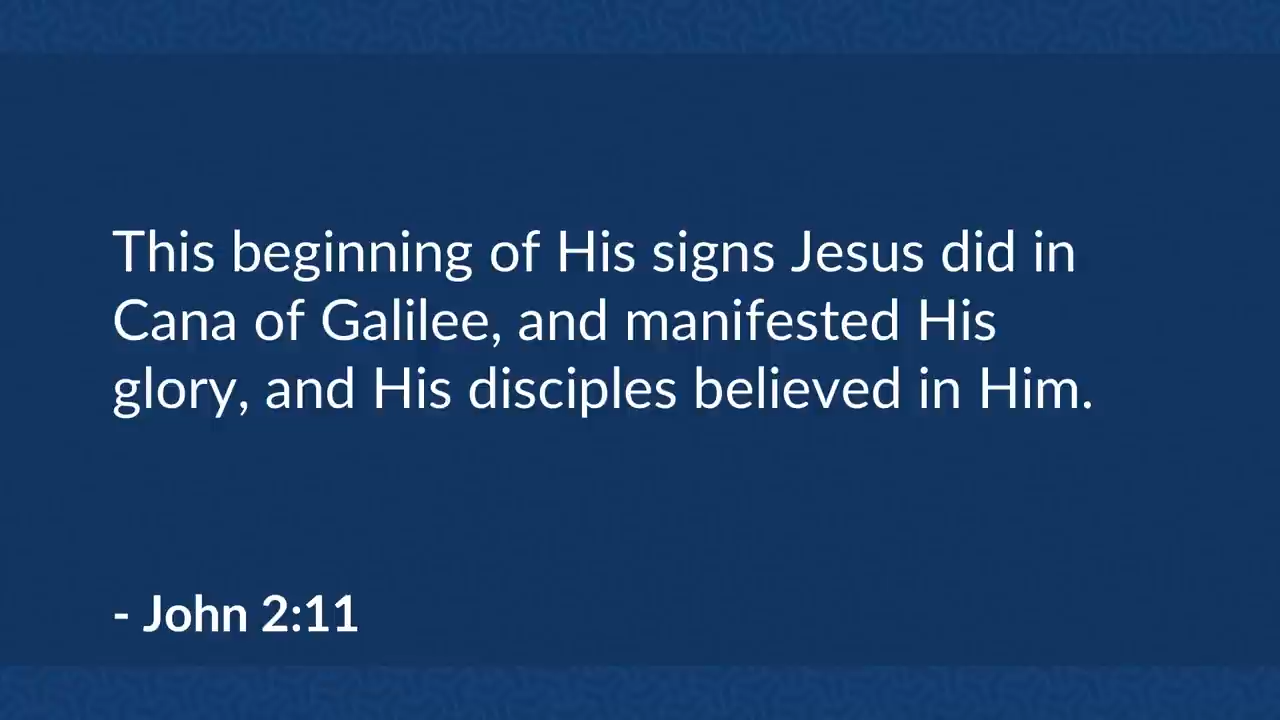 This beginning of His signs Jesus did in
Cana of Galilee, and manifested His
glory, and His disciples believed in Him.
- John 2:11